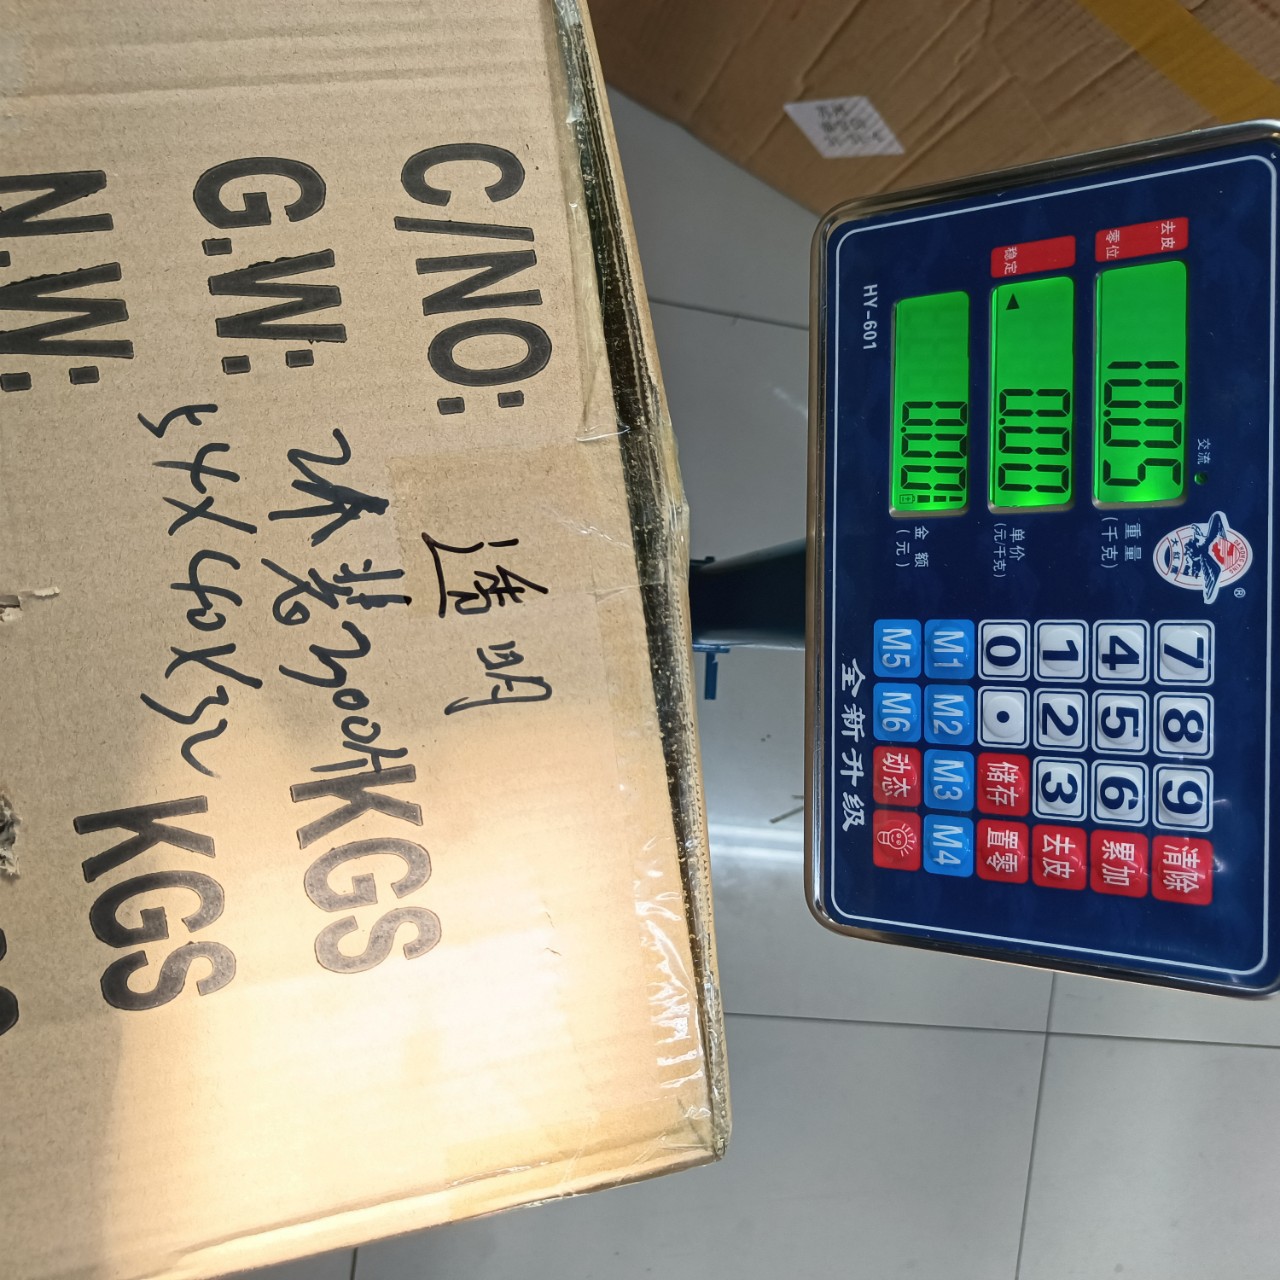 C/NO:
透明
G.W: 300 KGS
54X40X32
N.W: KGS
去皮
零位
稳定
10.05
0.00
0.00
交流
重量
(千克)
单价
(元/千克)
金额
(元)
HY-601
®
7 8 9 清除
4 5 6 累加
1 2 3 去皮
0 • 储存 置零
M1 M2 M3 M4
M5 M6 动态
全新升级